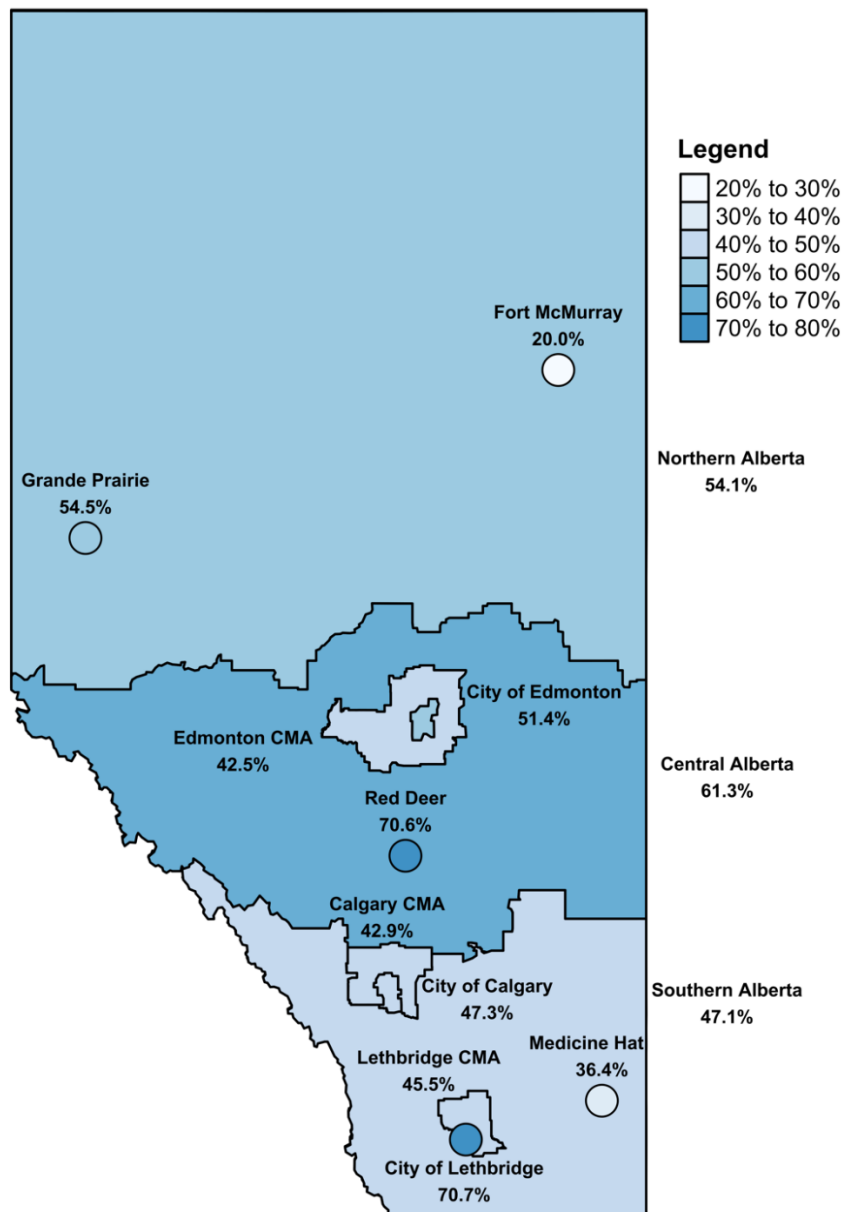 Legend
20% to 30%
30% to 40%
40% to 50%
50% to 60%
60% to 70%
70% to 80%
Fort McMurray
20.0%
Northern Alberta
54.1%
Grande Prairie
54.5%
City of Edmonton
51.4%
Edmonton CMA
42.5%
Central Alberta
61.3%
Red Deer
70.6%
Calgary CMA
42.9%
City of Calgary
47.3%
Southern Alberta
47.1%
Medicine Hat
36.4%
Lethbridge CMA
45.5%
City of Lethbridge
70.7%